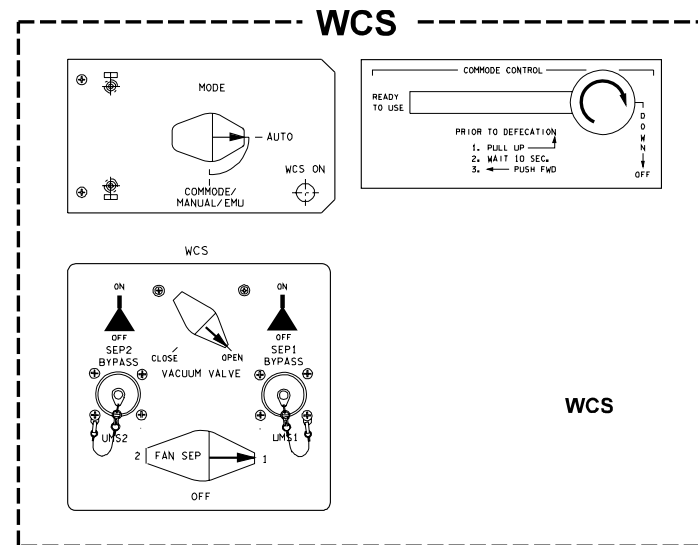 WCS
MODE
AUTO
WCS ON
COMMODE/
MANUAL/EMU
COMMODE CONTROL
READY
TO USE
PRIOR TO DEFECATION
1. PULL UP
2. WAIT 10 SEC.
3. PUSH FWD
DOWN
OFF
WCS
ON
OFF
SEP2
BYPASS
ON
OFF
SEP1
BYPASS
CLOSE
OPEN
VACUUM VALVE
UMS2
UMS1
2 FAN SEP 1
OFF
WCS